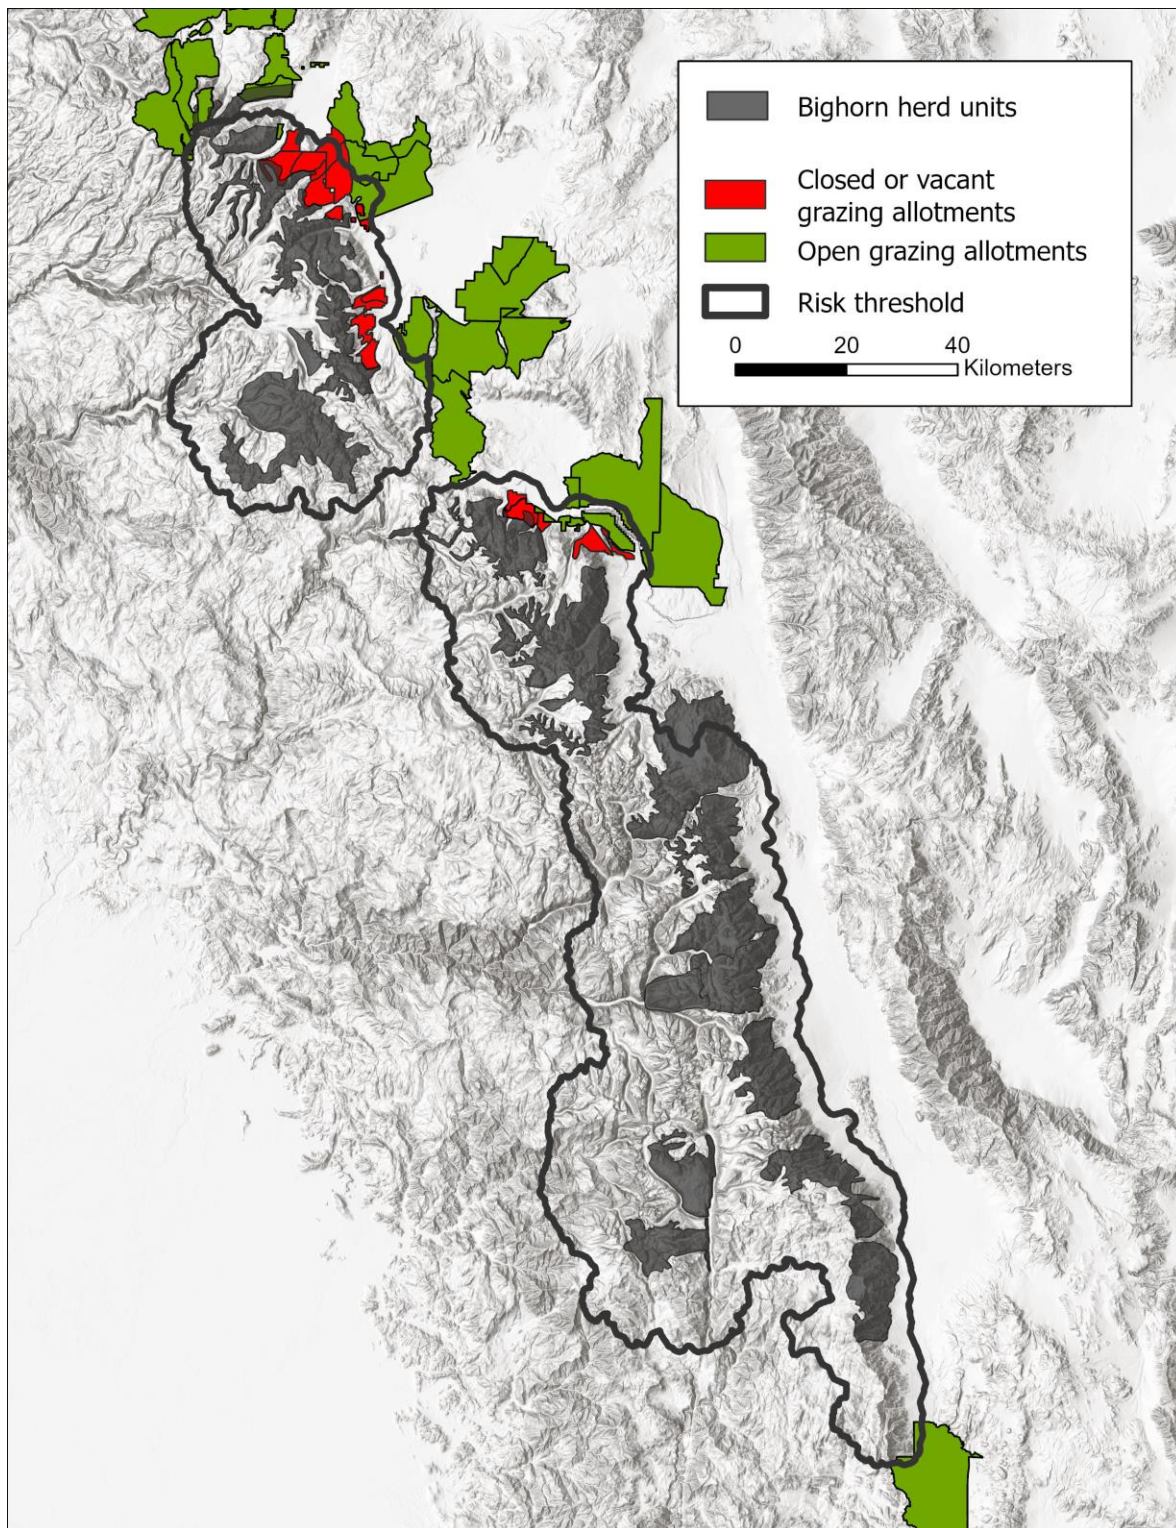 Bighorn herd units
Closed or vacant
grazing allotments
Open grazing allotments
Risk threshold
0 20 40
Kilometers